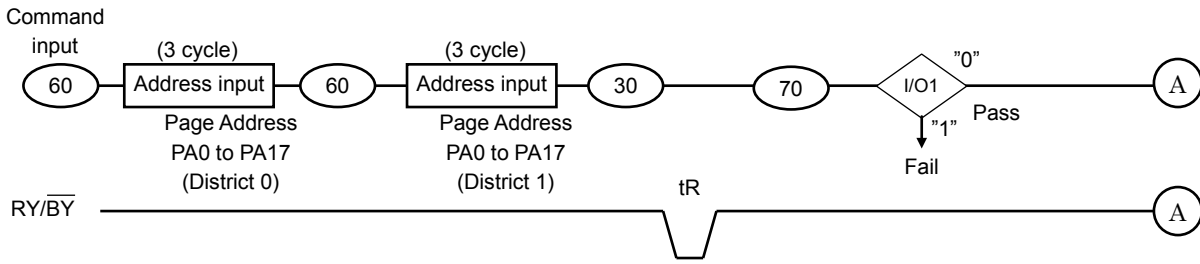 Command
input
(3 cycle)
(3 cycle)
60
Address input
60
Address input
30
70
I/O1
”0”
A
Page Address
PA0 to PA17
(District 0)
Page Address
PA0 to PA17
(District 1)
Pass
”1”
Fail
tR
RY/BY
A